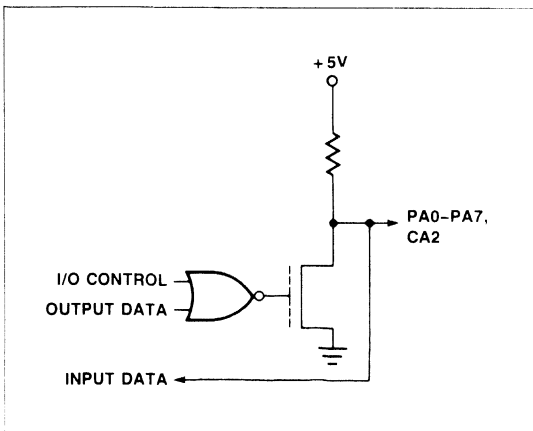 +5V
PA0–PA7,
CA2
I/O CONTROL
OUTPUT DATA
INPUT DATA